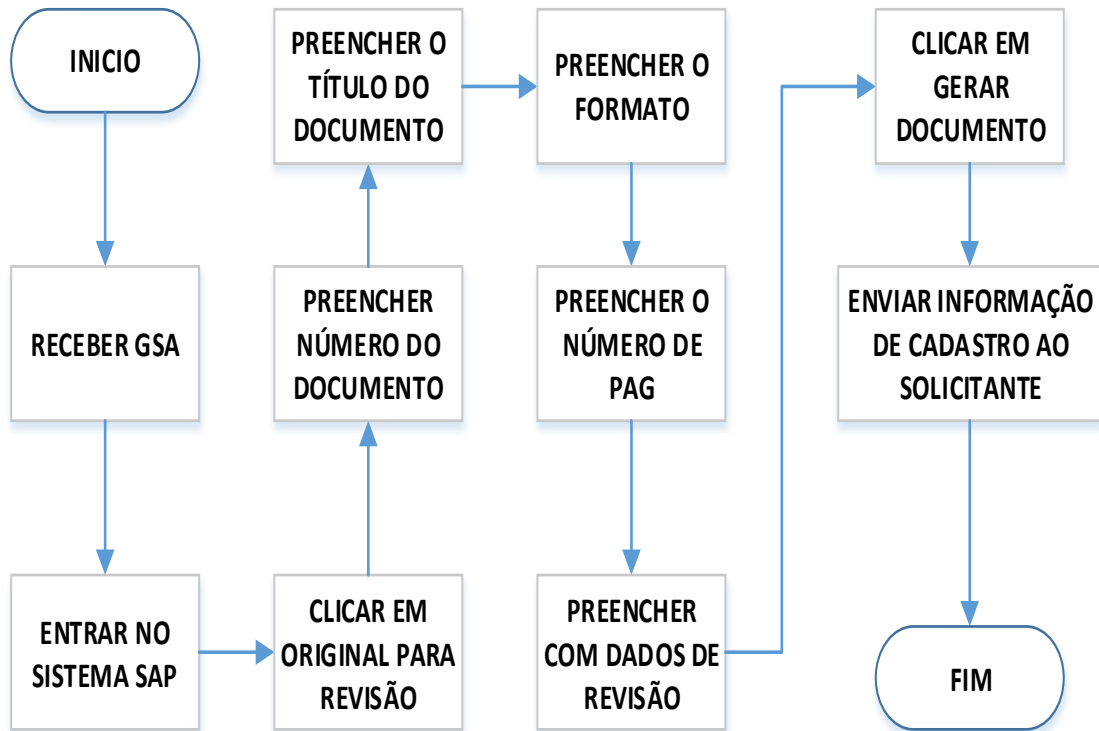 INICIO
RECEBER GSA
ENTRAR NO
SISTEMA SAP
CLICAR EM
ORIGINAL PARA
REVISÃO
PREENCHER
NÚMERO DO
DOCUMENTO
PREENCHER O
TÍTULO DO
DOCUMENTO
PREENCHER O
FORMATO
PREENCHER O
NÚMERO DE
PAG
PREENCHER
COM DADOS DE
REVISÃO
CLICAR EM
GERAR
DOCUMENTO
ENVIAR INFORMAÇÃO
DE CADASTRO AO
SOLICITANTE
FIM